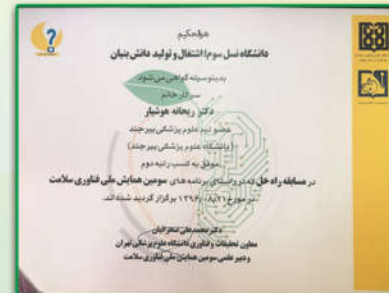 هوالحکیم
دانشگاه نسل سوم؛ اشتغال و تولید دانش بنیان
بدینوسیله گواهی می‌شود
سرکار خانم
دکتر ریحانه هوشیار
عضو تیم علوم پزشکی بیرجند
(دانشگاه علوم پزشکی بیرجند)
موفق به کسب رتبه دوم
در مسابقه راه حل که در راستای برنامه های سومین همایش ملی فناوری سلامت
در مورخ ۱۳۹۶/۰۸/۲۱ برگزار گردید شده‌اند.
دکتر محمدعلی صحرائیان
معاون تحقیقات و فناوری دانشگاه علوم پزشکی تهران
و دبیر علمی سومین همایش ملی فناوری سلامت